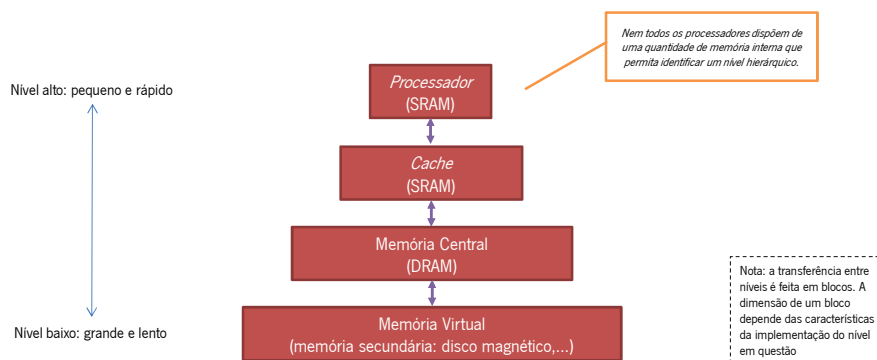 Nem todos os processadores dispõem de
uma quantidade de memória interna que
permita identificar um nível hierárquico.
Nível alto: pequeno e rápido
Processador
(SRAM)
Cache
(SRAM)
Memória Central
(DRAM)
Nota: a transferência entre
níveis é feita em blocos. A
dimensão de um bloco
depende das características
da implementação do nível
em questão
Nível baixo: grande e lento
Memória Virtual
(memória secundária: disco magnético,...)